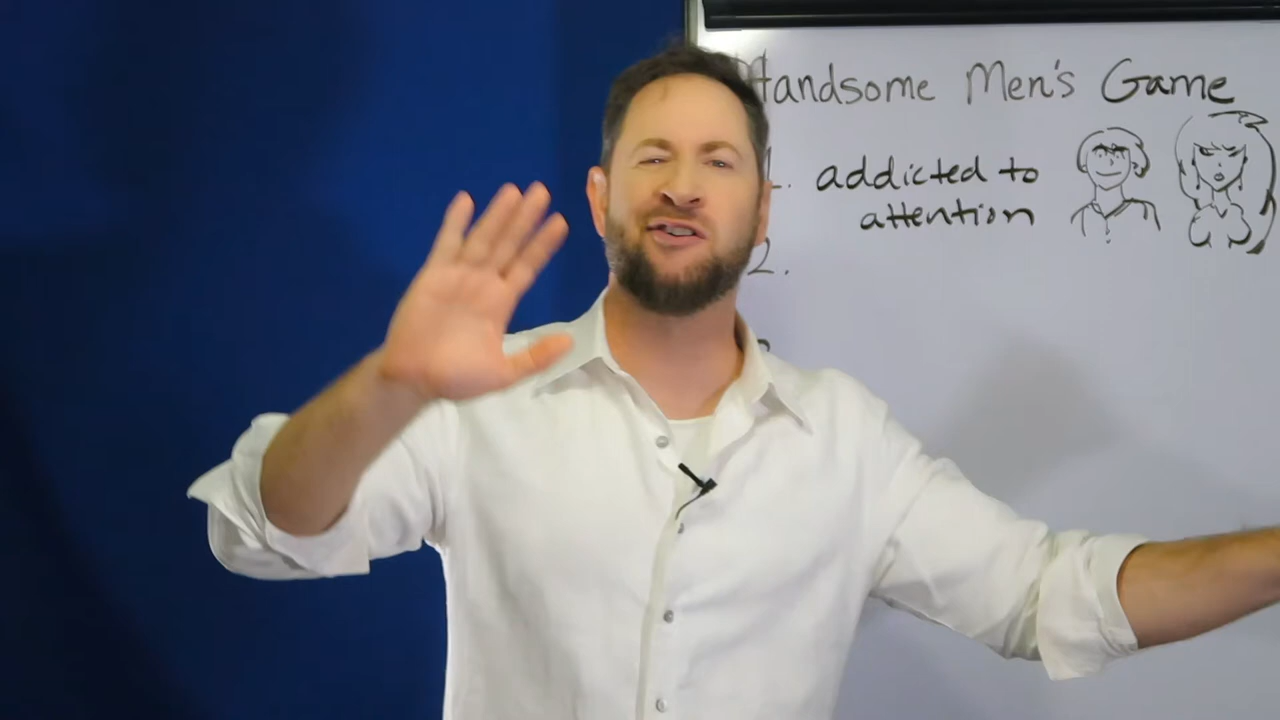 Handsome Men's Game
1. addicted to
attention
2.